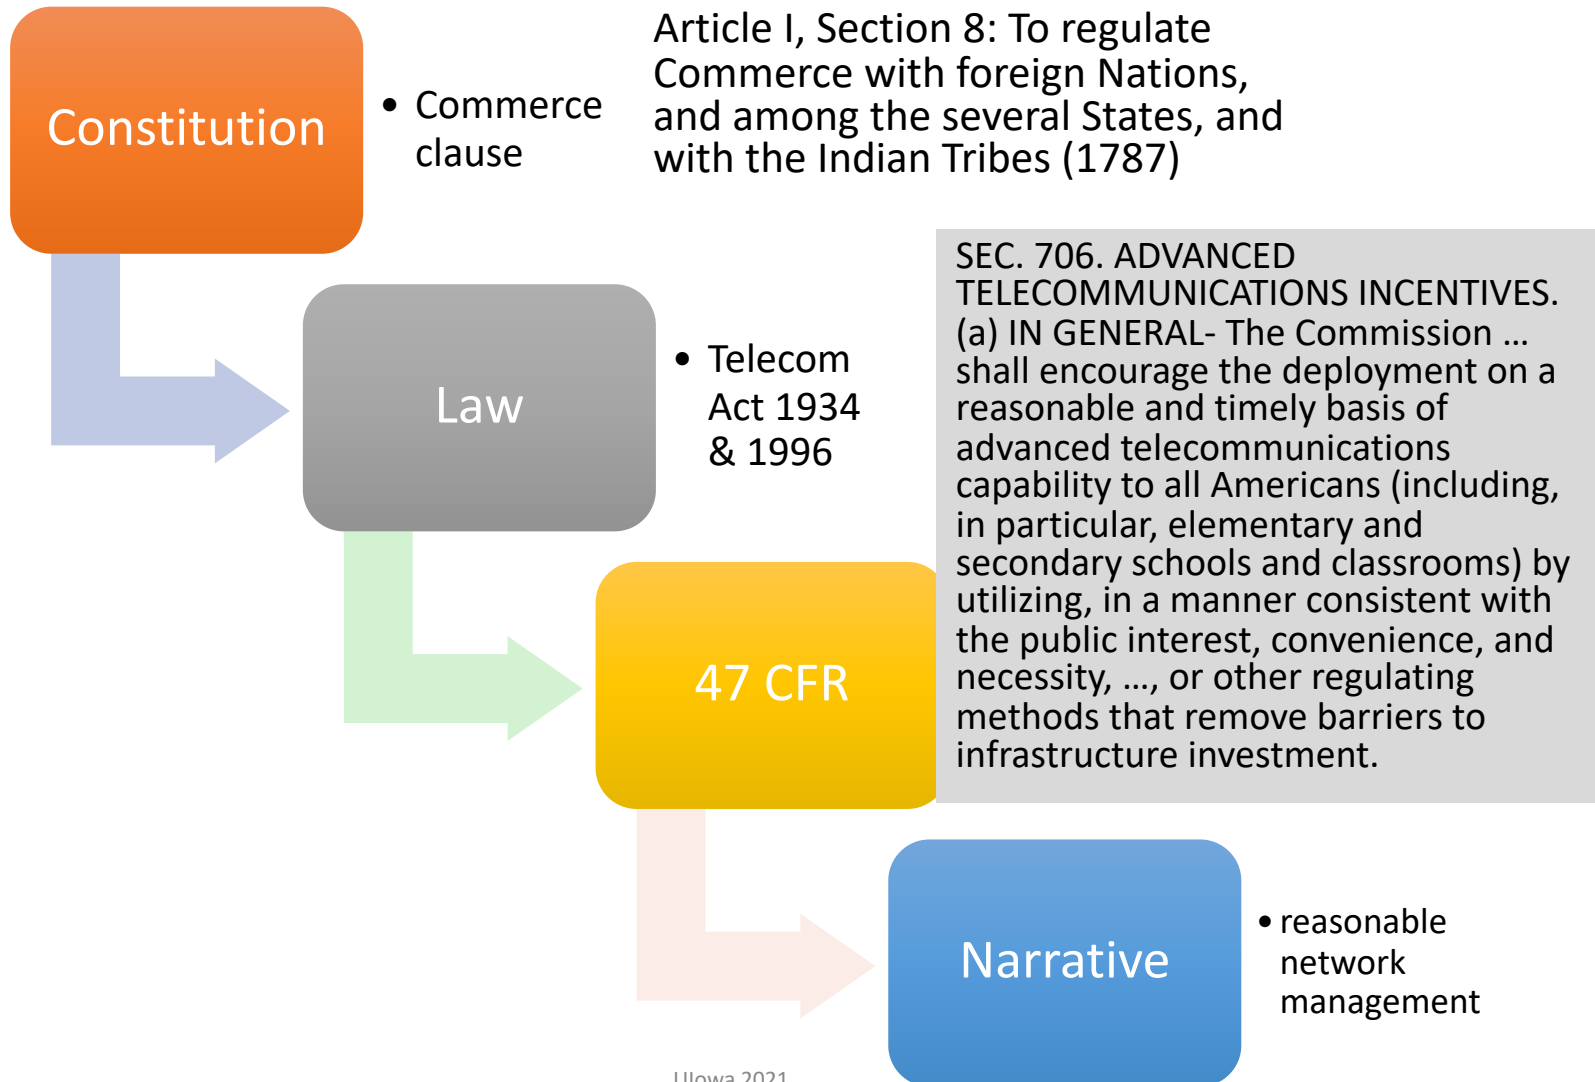 Constitution
• Commerce
clause
Article I, Section 8: To regulate
Commerce with foreign Nations,
and among the several States, and
with the Indian Tribes (1787)
Law
• Telecom
Act 1934
& 1996
SEC. 706. ADVANCED
TELECOMMUNICATIONS INCENTIVES.
(a) IN GENERAL- The Commission …
shall encourage the deployment on a
reasonable and timely basis of
advanced telecommunications
capability to all Americans (including,
in particular, elementary and
secondary schools and classrooms) by
utilizing, in a manner consistent with
the public interest, convenience, and
necessity, …, or other regulating
methods that remove barriers to
infrastructure investment.
47 CFR
Narrative
• reasonable
network
management
UIowa 2021